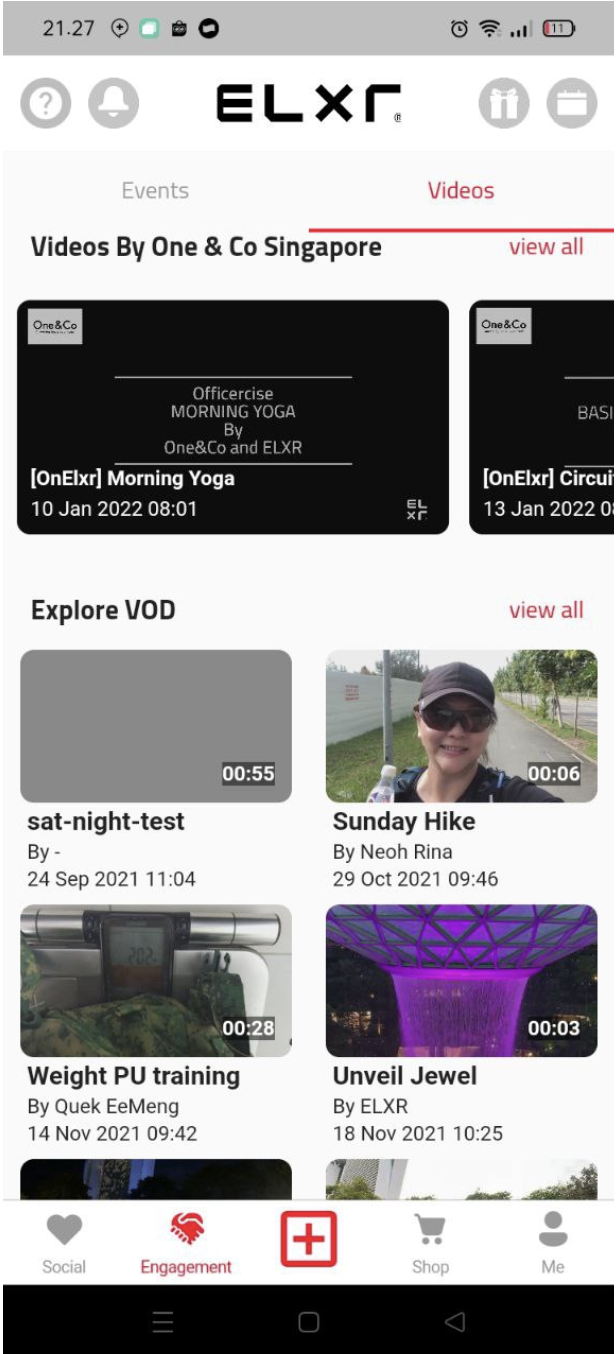 21.27
11
ELXR
Events
Videos
Videos By One & Co Singapore
view all
One&Co
Officercise
MORNING YOGA
By
One&Co and ELXR
[OnElxr] Morning Yoga
10 Jan 2022 08:01
EL
XR
One&Co
BASI
[OnElxr] Circui
13 Jan 2022 08
Explore VOD
view all
00:55
sat-night-test
By -
24 Sep 2021 11:04
00:06
Sunday Hike
By Neoh Rina
29 Oct 2021 09:46
00:28
Weight PU training
By Quek EeMeng
14 Nov 2021 09:42
00:03
Unveil Jewel
By ELXR
18 Nov 2021 10:25
Social
Engagement
Shop
Me